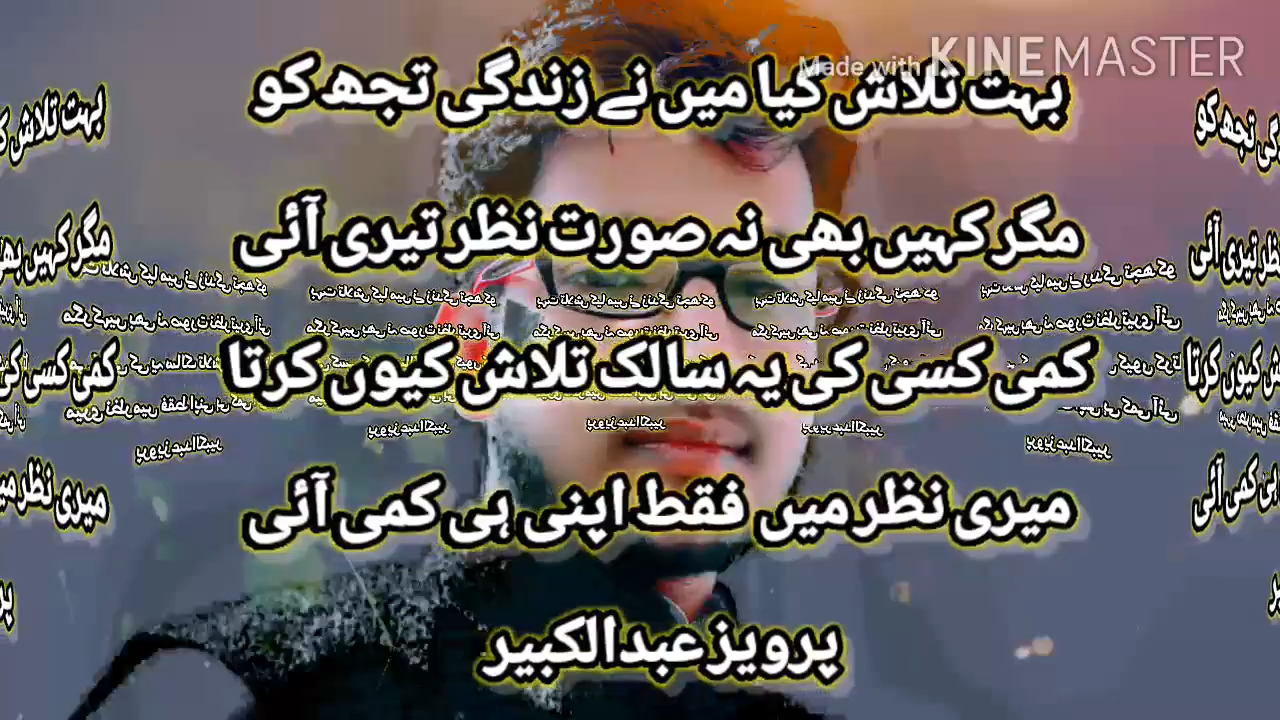 Made with KINEMASTER
بہت تلاش کیا میں نے زندگی تجھ کو
مگر کہیں بھی نہ صورت نظر تیری آئی
کمی کسی کی یہ سالک تلاش کیوں کرتا
میری نظر میں فقط اپنی ہی کمی آئی
پرویز عبدالکبیر